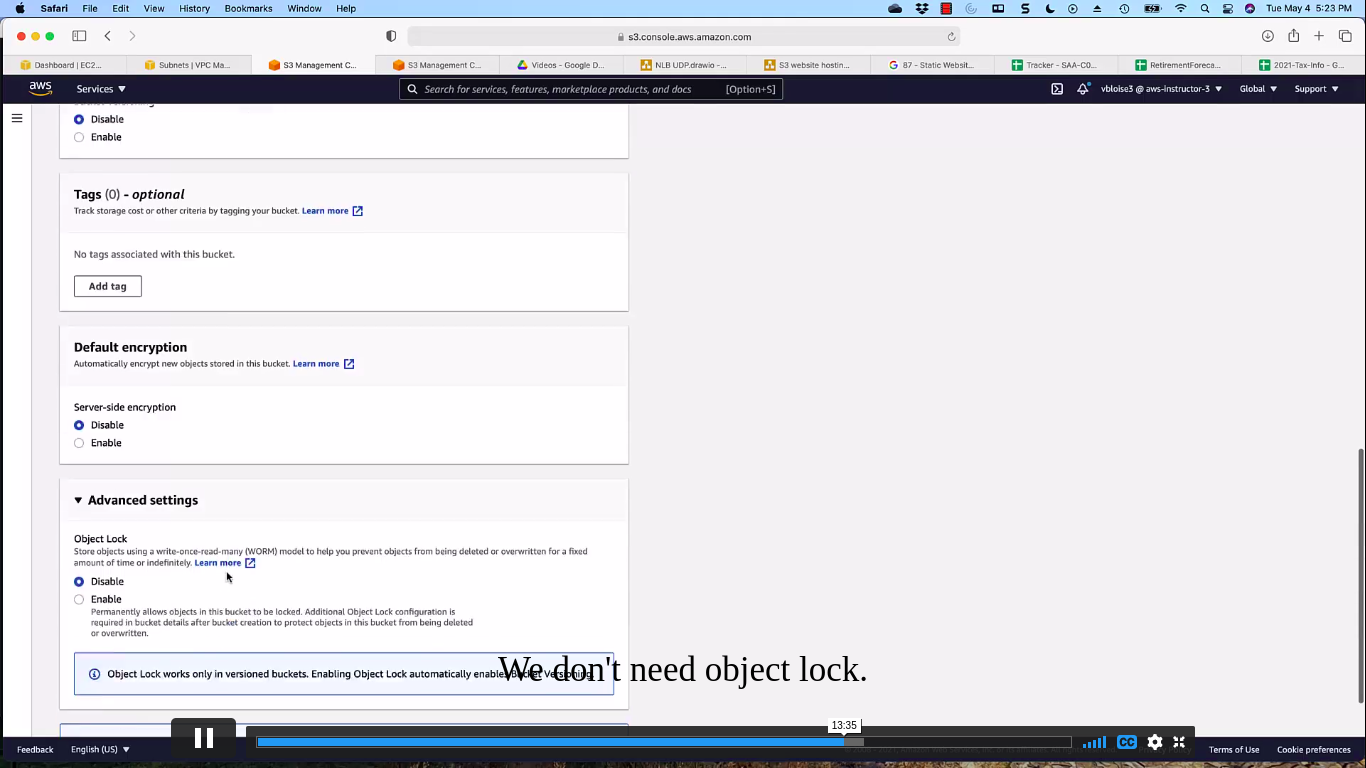 Safari File Edit View History Bookmarks Window Help Tue May 4 5:23 PM
s3.console.aws.amazon.com
Dashboard | EC2... Subnets | VPC Ma... S3 Management C... S3 Management C... Videos - Google D... NLB UDP.drawio -... S3 website hostin... 87 - Static Websit... Tracker - SAA-C0... RetirementForeca... 2021-Tax-Info - G...
aws Services ▼ Search for services, features, marketplace products, and docs [Option+S] vbloise3 @ aws-instructor-3 ▼ Global ▼ Support ▼
Disable
Enable
Tags (0) - optional
Track storage cost or other criteria by tagging your bucket. Learn more
No tags associated with this bucket.
Add tag
Default encryption
Automatically encrypt new objects stored in this bucket. Learn more
Server-side encryption
Disable
Enable
▼ Advanced settings
Object Lock
Store objects using a write-once-read-many (WORM) model to help you prevent objects from being deleted or overwritten for a fixed
amount of time or indefinitely. Learn more
Disable
Enable
Permanently allows objects in this bucket to be locked. Additional Object Lock configuration is
required in bucket details after bucket creation to protect objects in this bucket from being deleted
or overwritten.
Object Lock works only in versioned buckets. Enabling Object Lock automatically enables Bucket Versioning.
We don't need object lock.
13:35
CC
Feedback English (US) ▼ Terms of Use Cookie preferences